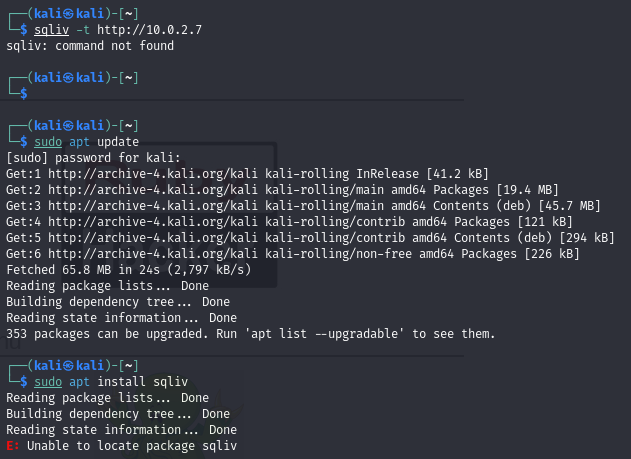 ┌──(kali㉿kali)-[~]
└─$ sqliv -t http://10.0.2.7
sqliv: command not found
┌──(kali㉿kali)-[~]
└─$
┌──(kali㉿kali)-[~]
└─$ sudo apt update
[sudo] password for kali:
Get:1 http://archive-4.kali.org/kali kali-rolling InRelease [41.2 kB]
Get:2 http://archive-4.kali.org/kali kali-rolling/main amd64 Packages [19.4 MB]
Get:3 http://archive-4.kali.org/kali kali-rolling/main amd64 Contents (deb) [45.7 MB]
Get:4 http://archive-4.kali.org/kali kali-rolling/contrib amd64 Packages [121 kB]
Get:5 http://archive-4.kali.org/kali kali-rolling/contrib amd64 Contents (deb) [294 kB]
Get:6 http://archive-4.kali.org/kali kali-rolling/non-free amd64 Packages [226 kB]
Fetched 65.8 MB in 24s (2,797 kB/s)
Reading package lists... Done
Building dependency tree... Done
Reading state information... Done
353 packages can be upgraded. Run 'apt list --upgradable' to see them.
┌──(kali㉿kali)-[~]
└─$ sudo apt install sqliv
Reading package lists... Done
Building dependency tree... Done
Reading state information... Done
E: Unable to locate package sqliv